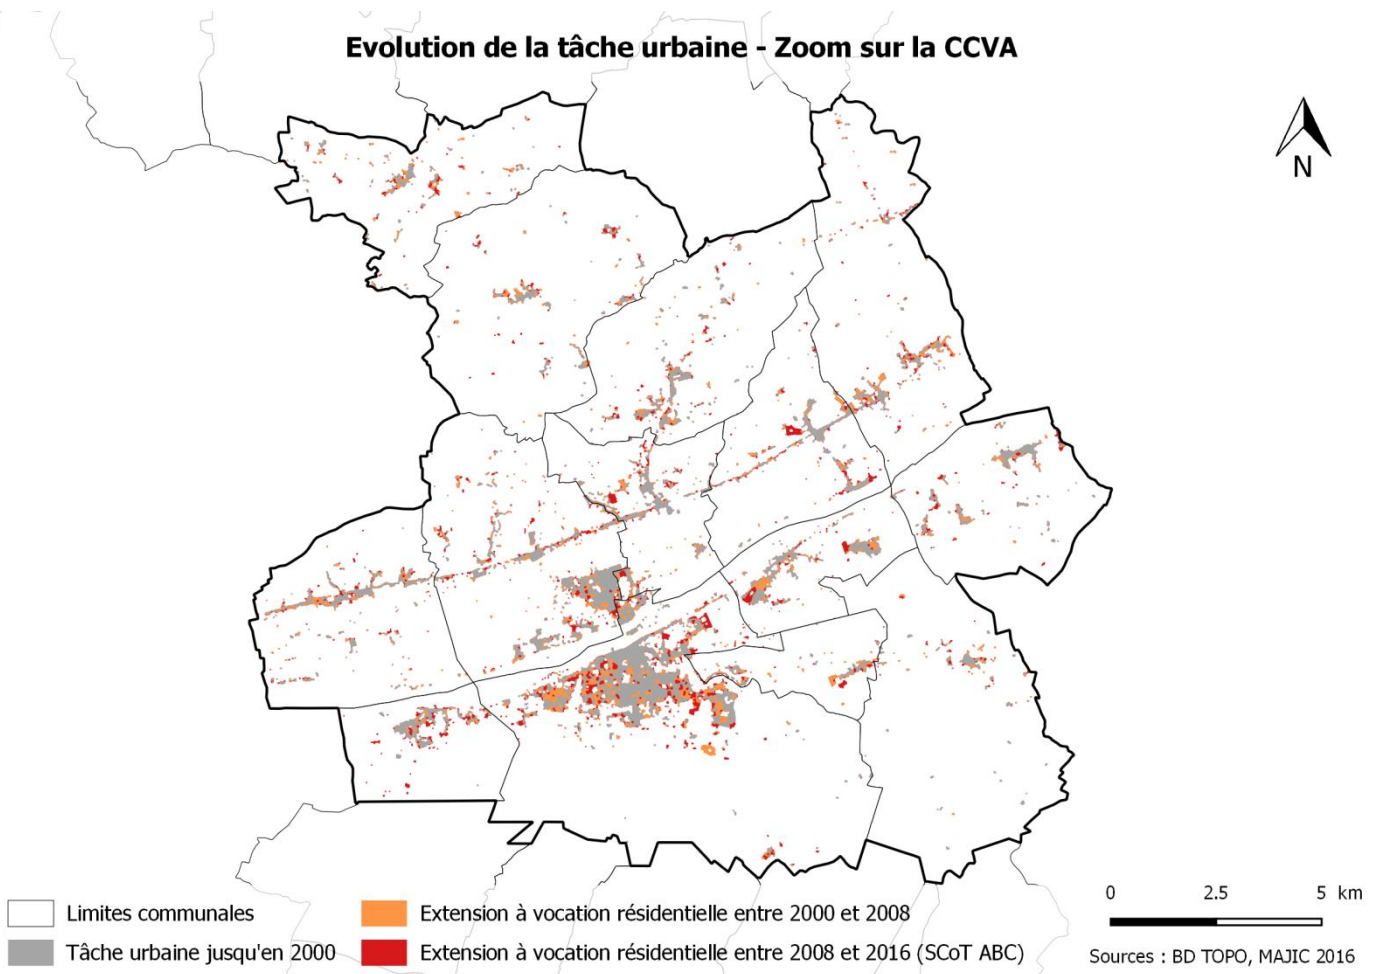 Evolution de la tâche urbaine - Zoom sur la CCVA
N
Limites communales
Tâche urbaine jusqu'en 2000
Extension à vocation résidentielle entre 2000 et 2008
Extension à vocation résidentielle entre 2008 et 2016 (SCoT ABC)
0 2.5 5 km
Sources : BD TOPO, MAJIC 2016